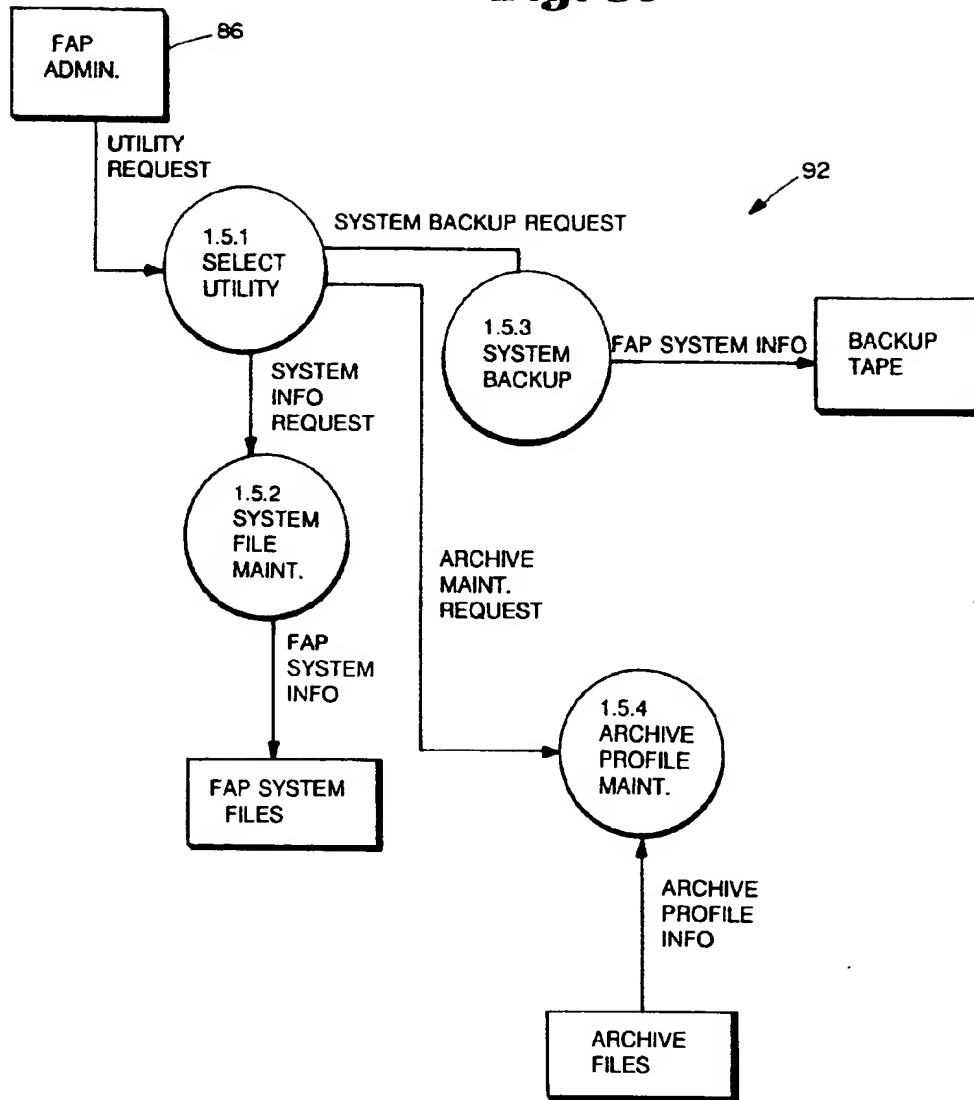 FAP
ADMIN.
86
UTILITY
REQUEST
92
1.5.1
SELECT
UTILITY
SYSTEM BACKUP REQUEST
1.5.3
SYSTEM
BACKUP
FAP SYSTEM INFO
BACKUP
TAPE
SYSTEM
INFO
REQUEST
1.5.2
SYSTEM
FILE
MAINT.
ARCHIVE
MAINT.
REQUEST
FAP
SYSTEM
INFO
1.5.4
ARCHIVE
PROFILE
MAINT.
FAP SYSTEM
FILES
ARCHIVE
PROFILE
INFO
ARCHIVE
FILES